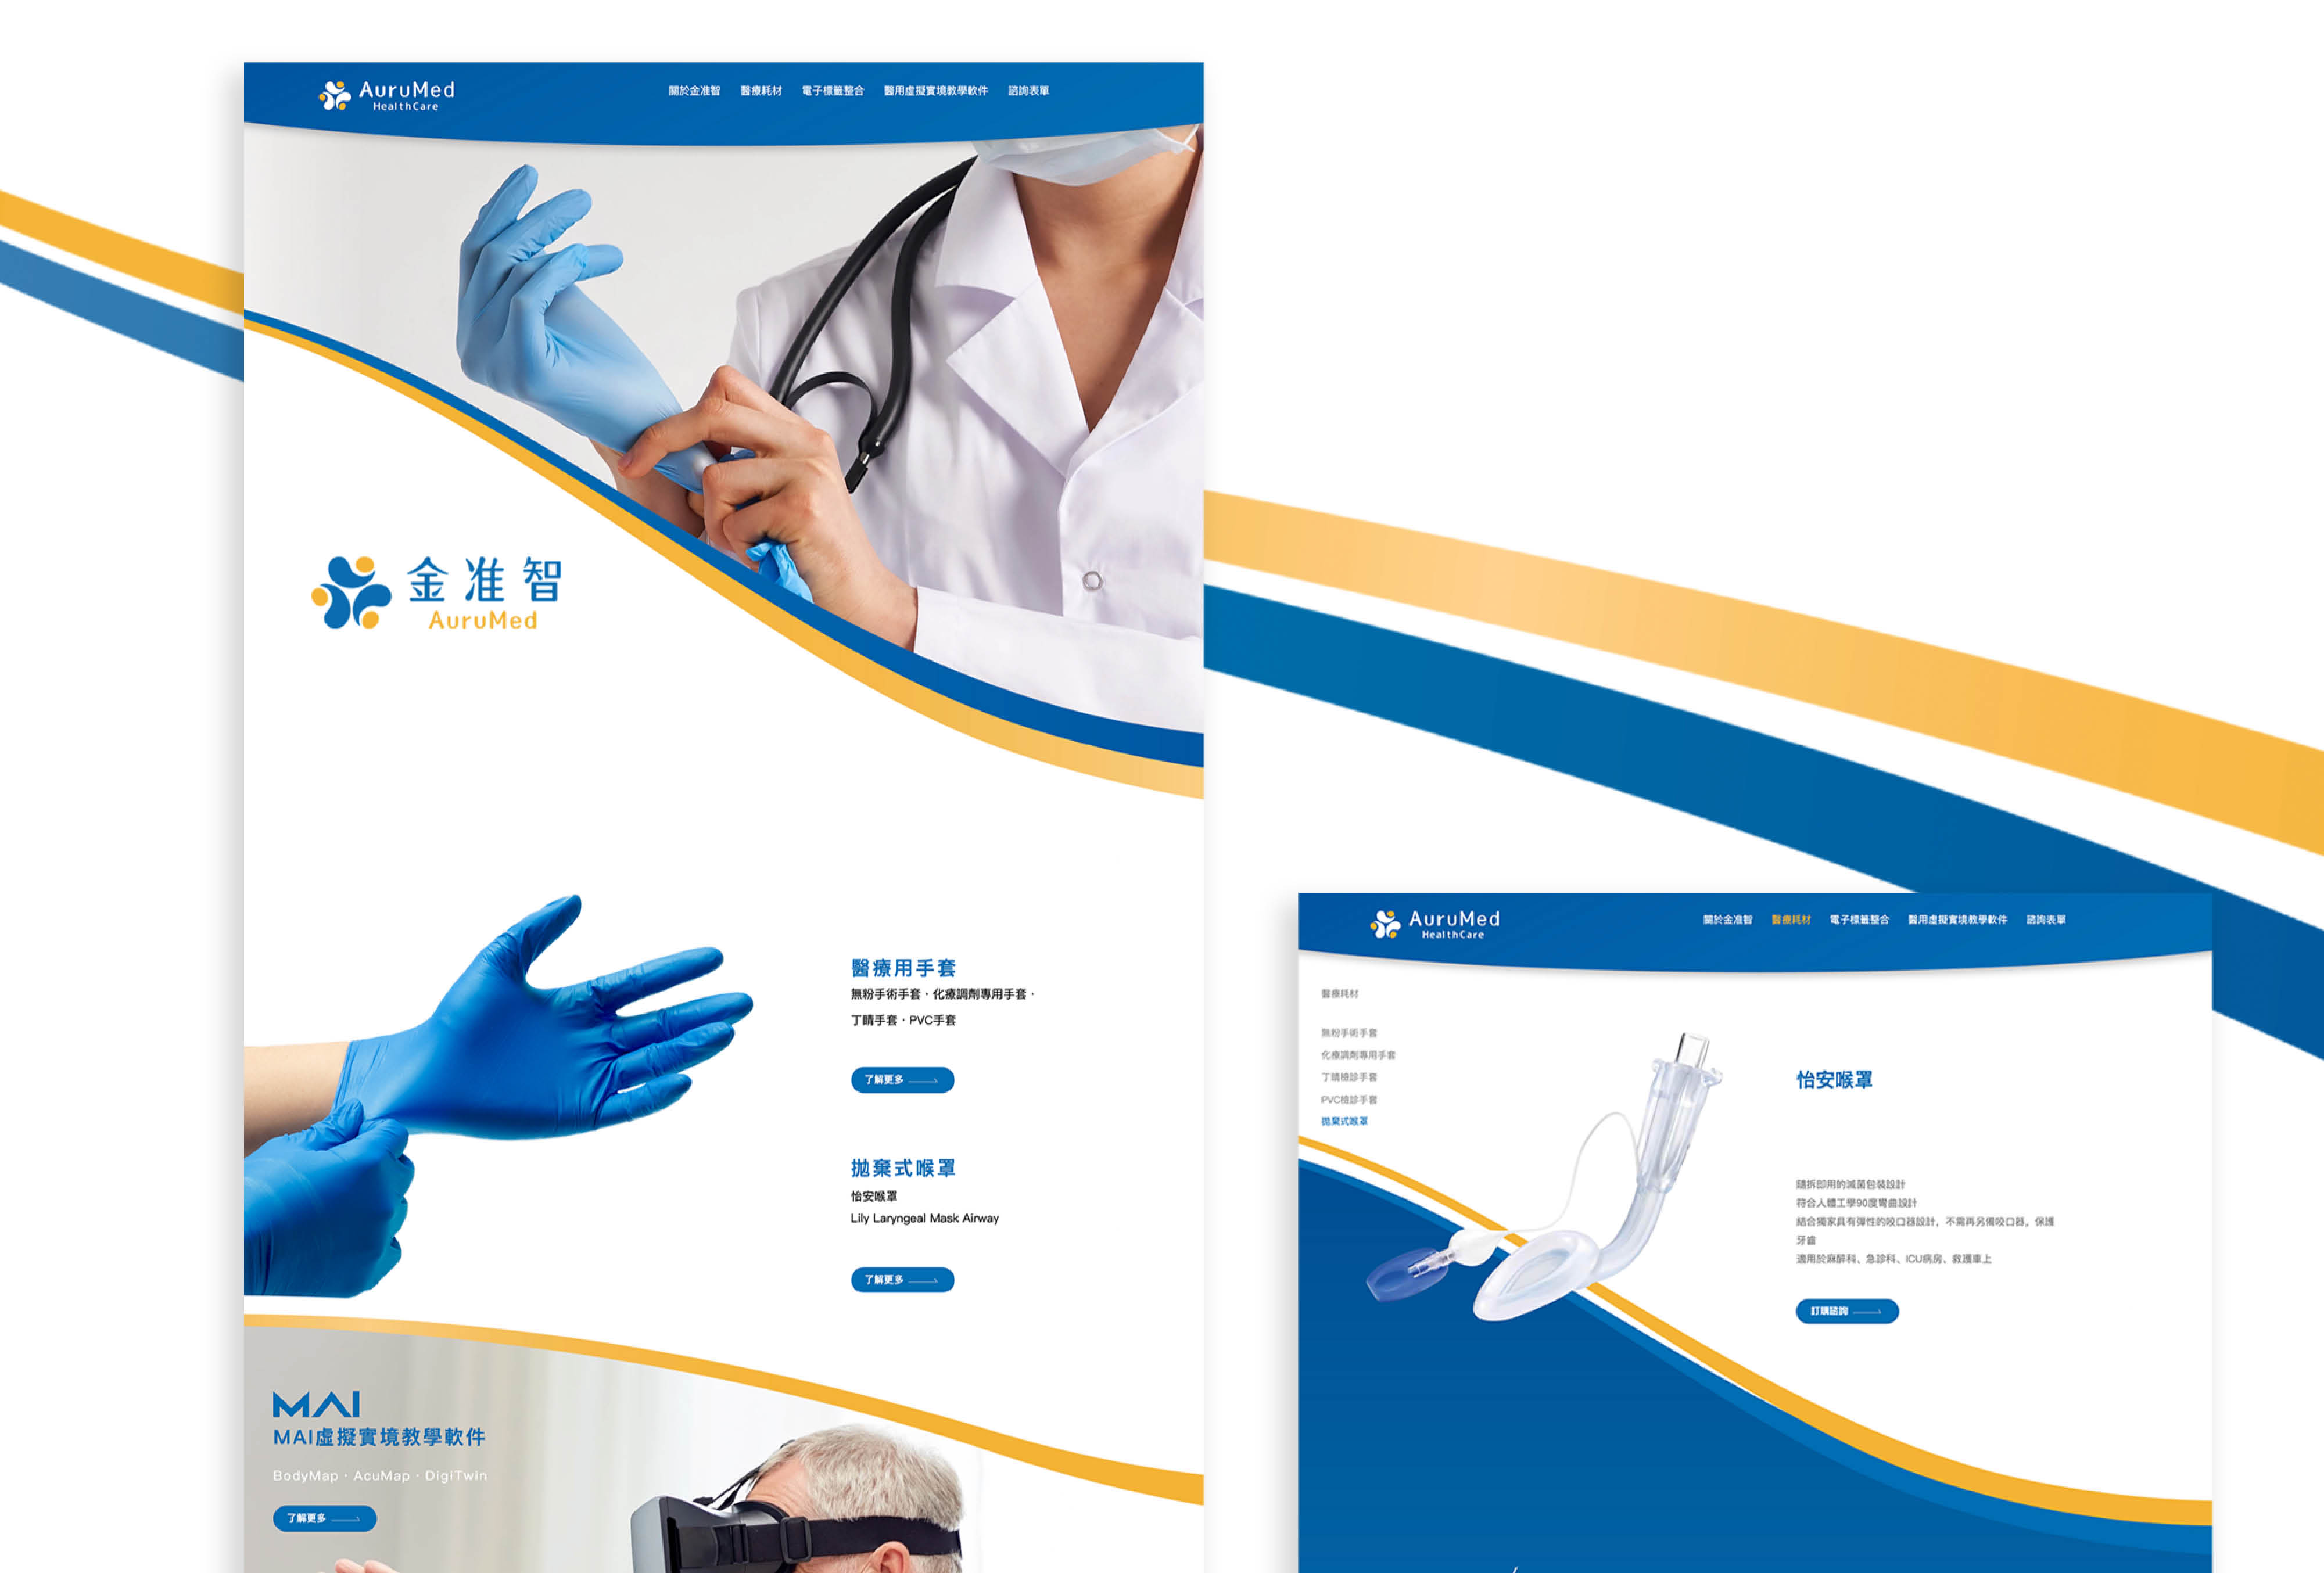 AuruMed
HealthCare
關於金准智 醫療耗材 電子標籤整合 醫用虛擬實境教學軟件 諮詢表單
金准智
AuruMed
醫療用手套
無粉手術手套・化療調劑專用手套・
丁腈手套・PVC手套
了解更多
拋棄式喉罩
怡安喉罩
Lily Laryngeal Mask Airway
了解更多
MAI
MAI虛擬實境教學軟件
BodyMap · AcuMap · DigiTwin
了解更多
AuruMed
HealthCare
關於金准智 醫療耗材 電子標籤整合 醫用虛擬實境教學軟件 諮詢表單
醫療耗材
無粉手術手套
化療調劑專用手套
丁腈檢診手套
PVC檢診手套
拋棄式喉罩
怡安喉罩
隨拆即用的滅菌包裝設計
符合人體工學90度彎曲設計
結合獨家具有彈性的咬口器設計，不需再另備咬口器，保護
牙齒
適用於麻醉科、急診科、ICU病房、救護車上
訂購諮詢